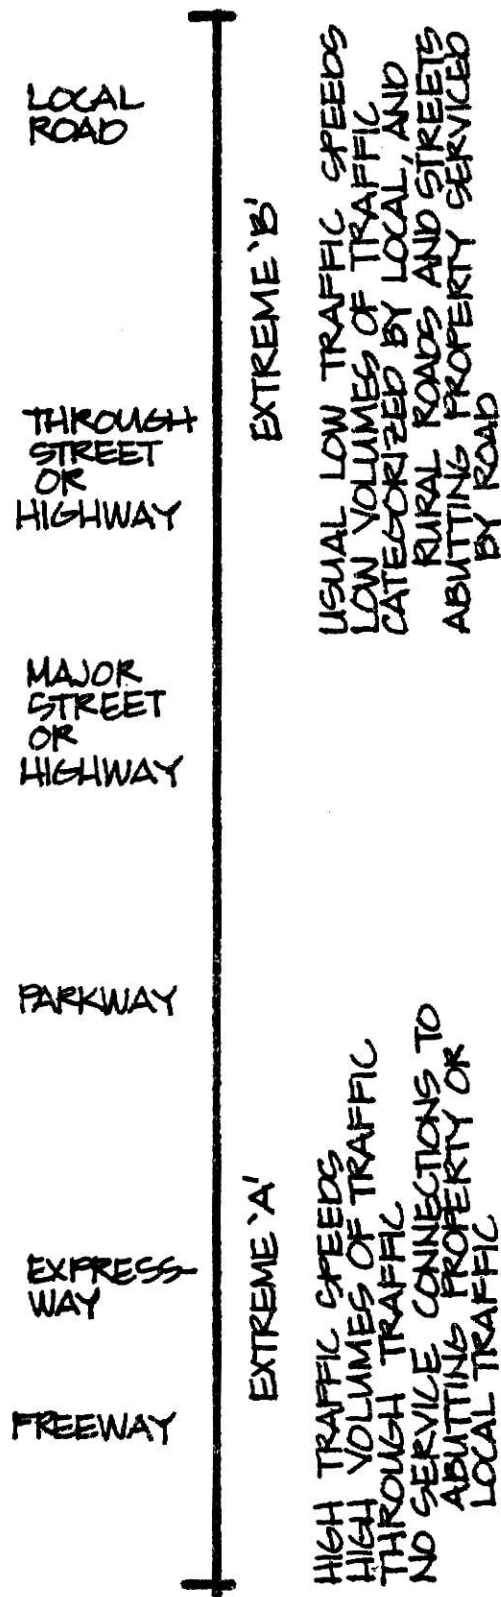 LOCAL
ROAD
THROUGH
STREET
OR
HIGHWAY
MAJOR
STREET
OR
HIGHWAY
PARKWAY
EXPRESS-
WAY
FREEWAY
EXTREME 'B'
USUAL LOW TRAFFIC SPEEDS
LOW VOLUMES OF TRAFFIC
CATEGORIZED BY LOCAL, AND
RURAL ROADS AND STREETS
ABUTTING PROPERTY SERVICED
BY ROAD
EXTREME 'A'
HIGH TRAFFIC SPEEDS
HIGH VOLUMES OF TRAFFIC
THROUGH TRAFFIC
NO SERVICE CONNECTIONS TO
ABUTTING PROPERTY OR
LOCAL TRAFFIC